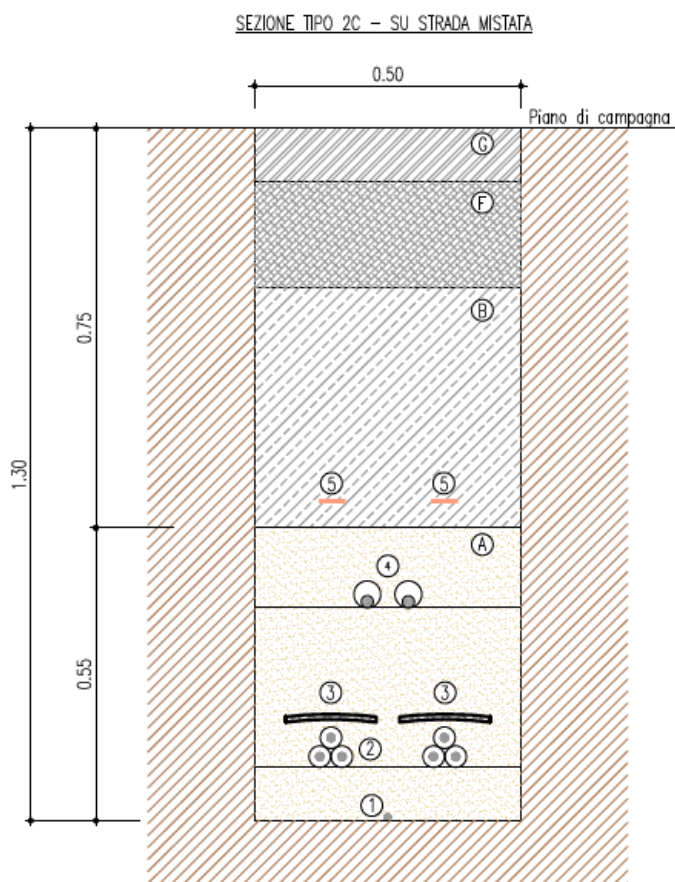 SEZIONE TIPO 2C - SU STRADA MISTATA
0.50
Piano di campagna
G
F
B
0.75
1.30
5 5
A
4
0.55
3 3
2
1